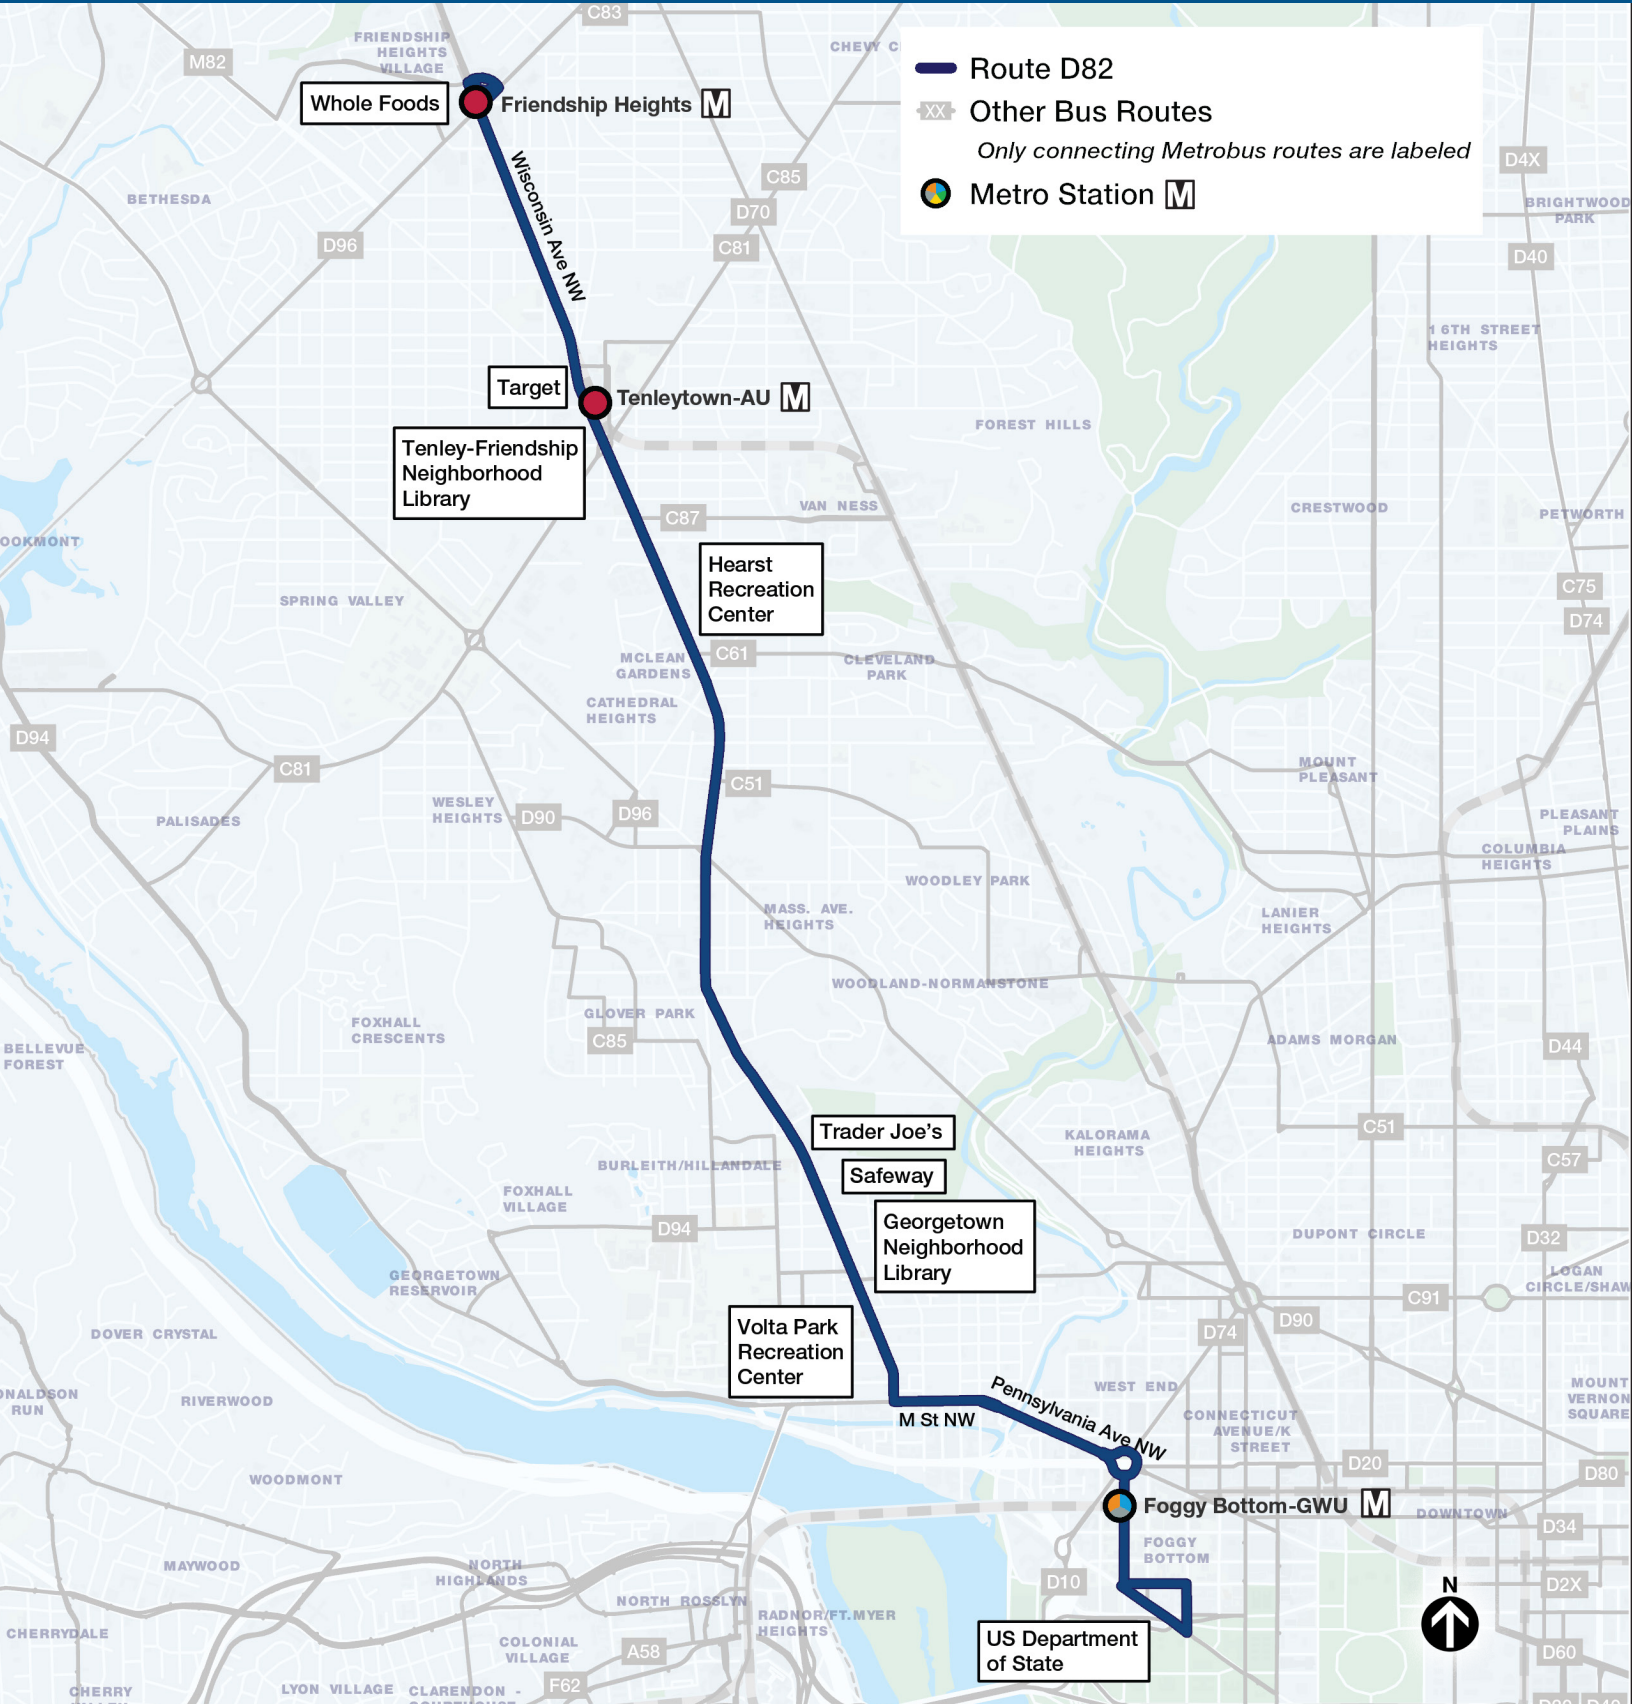 C83
FRIENDSHIP
HEIGHTS
VILLAGE
M82
CHEVY C
Route D82
XX
Other Bus Routes
Only connecting Metrobus routes are labeled
Metro Station M
Whole Foods
Friendship Heights M
Wisconsin Ave NW
D4X
C85
BETHESDA
D70
BRIGHTWOOD
PARK
D96
C81
D40
16TH STREET
HEIGHTS
Target
Tenleytown-AU M
FOREST HILLS
Tenley-Friendship
Neighborhood
Library
VAN NESS
C87
CRESTWOOD
PETWORTH
OOKMONT
Hearst
Recreation
Center
C75
D74
SPRING VALLEY
C61
MCLEAN
GARDENS
CLEVELAND
PARK
CATHEDRAL
HEIGHTS
D94
C81
C51
MOUNT
PLEASANT
WESLEY
HEIGHTS
D90
D96
PALISADES
PLEASANT
PLAINS
COLUMBIA
HEIGHTS
WOODLEY PARK
MASS. AVE.
HEIGHTS
LANIER
HEIGHTS
WOODLAND-NORMANSTONE
GLOVER PARK
FOXHALL
CRESCENTS
C85
BELLEVUE
FOREST
ADAMS MORGAN
D44
Trader Joe's
C51
KALORAMA
HEIGHTS
C57
Safeway
BURLEITH/HILLANDALE
FOXHALL
VILLAGE
D94
Georgetown
Neighborhood
Library
DUPONT CIRCLE
D32
GEORGETOWN
RESERVOIR
LOGAN
CIRCLE/SHAW
C91
D90
D74
DOVER CRYSTAL
Volta Park
Recreation
Center
Pennsylvania Ave NW
M St NW
WEST END
ONALDSON
RUN
RIVERWOOD
MOUNT
VERNON
SQUARE
CONNECTICUT
AVENUE/K
STREET
D20
D80
WOODMONT
Foggy Bottom-GWU M
DOWNTOWN
D34
FOGGY
BOTTOM
MAYWOOD
NORTH
HIGHLANDS
D10
N
D2X
NORTH ROSSLYN
RADNOR/FT.MYER
HEIGHTS
CHERRYDALE
US Department
of State
COLONIAL
VILLAGE
A58
D60
F62
CHERRY
LYON VILLAGE
CLARENDON -